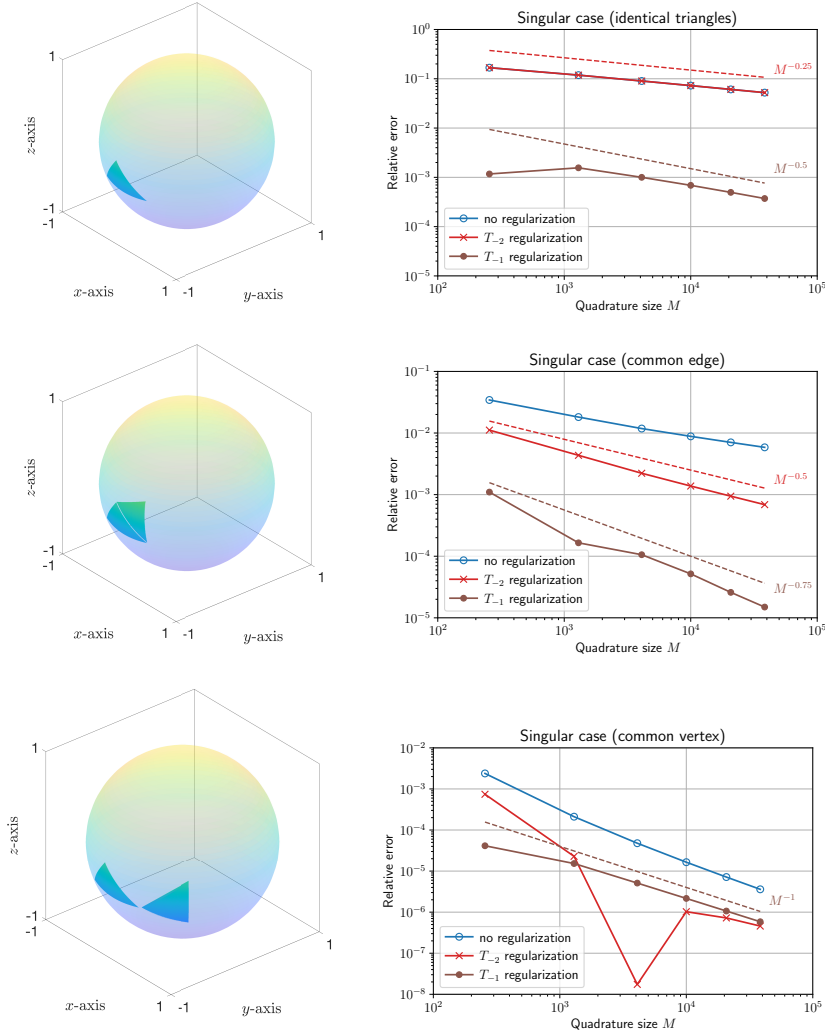 1
z-axis
-1
-1
x-axis
1
-1
y-axis
1
Singular case (identical triangles)
10^0
10^{-1}
10^{-2}
10^{-3}
10^{-4}
10^{-5}
Relative error
M^{-0.25}
M^{-0.5}
no regularization
T_{-2} regularization
T_{-1} regularization
10^2
10^3
10^4
10^5
Quadrature size M
1
z-axis
-1
-1
x-axis
1
-1
y-axis
1
Singular case (common edge)
10^{-1}
10^{-2}
10^{-3}
10^{-4}
10^{-5}
Relative error
M^{-0.5}
M^{-0.75}
no regularization
T_{-2} regularization
T_{-1} regularization
10^2
10^3
10^4
10^5
Quadrature size M
1
z-axis
-1
-1
x-axis
1
-1
y-axis
1
Singular case (common vertex)
10^{-2}
10^{-3}
10^{-4}
10^{-5}
10^{-6}
10^{-7}
10^{-8}
Relative error
M^{-1}
no regularization
T_{-2} regularization
T_{-1} regularization
10^2
10^3
10^4
10^5
Quadrature size M